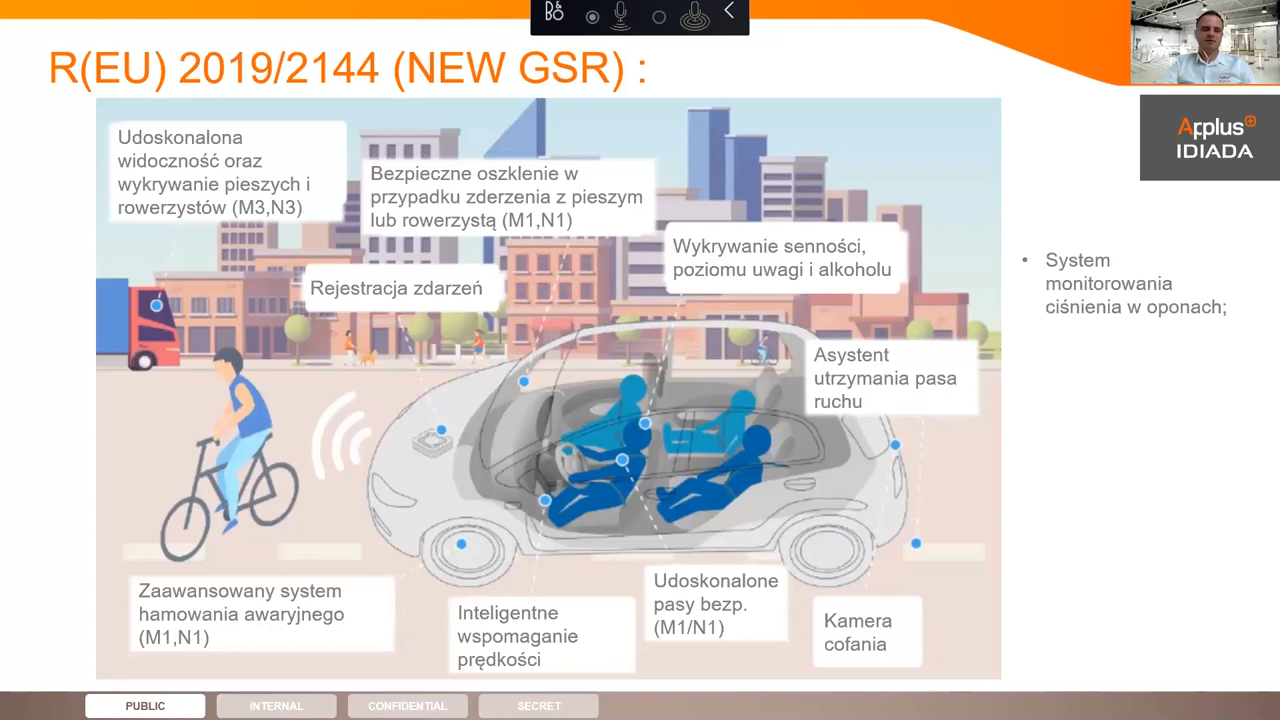 B&O
R(EU) 2019/2144 (NEW GSR) :
Applus+
IDIADA
Udoskonalona
widoczność oraz
wykrywanie pieszych i
rowerzystów (M3,N3)
Bezpieczne oszklenie w
przypadku zderzenia z pieszym
lub rowerzystą (M1,N1)
Wykrywanie senności,
poziomu uwagi i alkoholu
Rejestracja zdarzeń
Asystent
utrzymania pasa
ruchu
• System
monitorowania
ciśnienia w oponach;
Zaawansowany system
hamowania awaryjnego
(M1,N1)
Inteligentne
wspomaganie
prędkości
Udoskonalone
pasy bezp.
(M1/N1)
Kamera
cofania
PUBLIC
INTERNAL
CONFIDENTIAL
SECRET